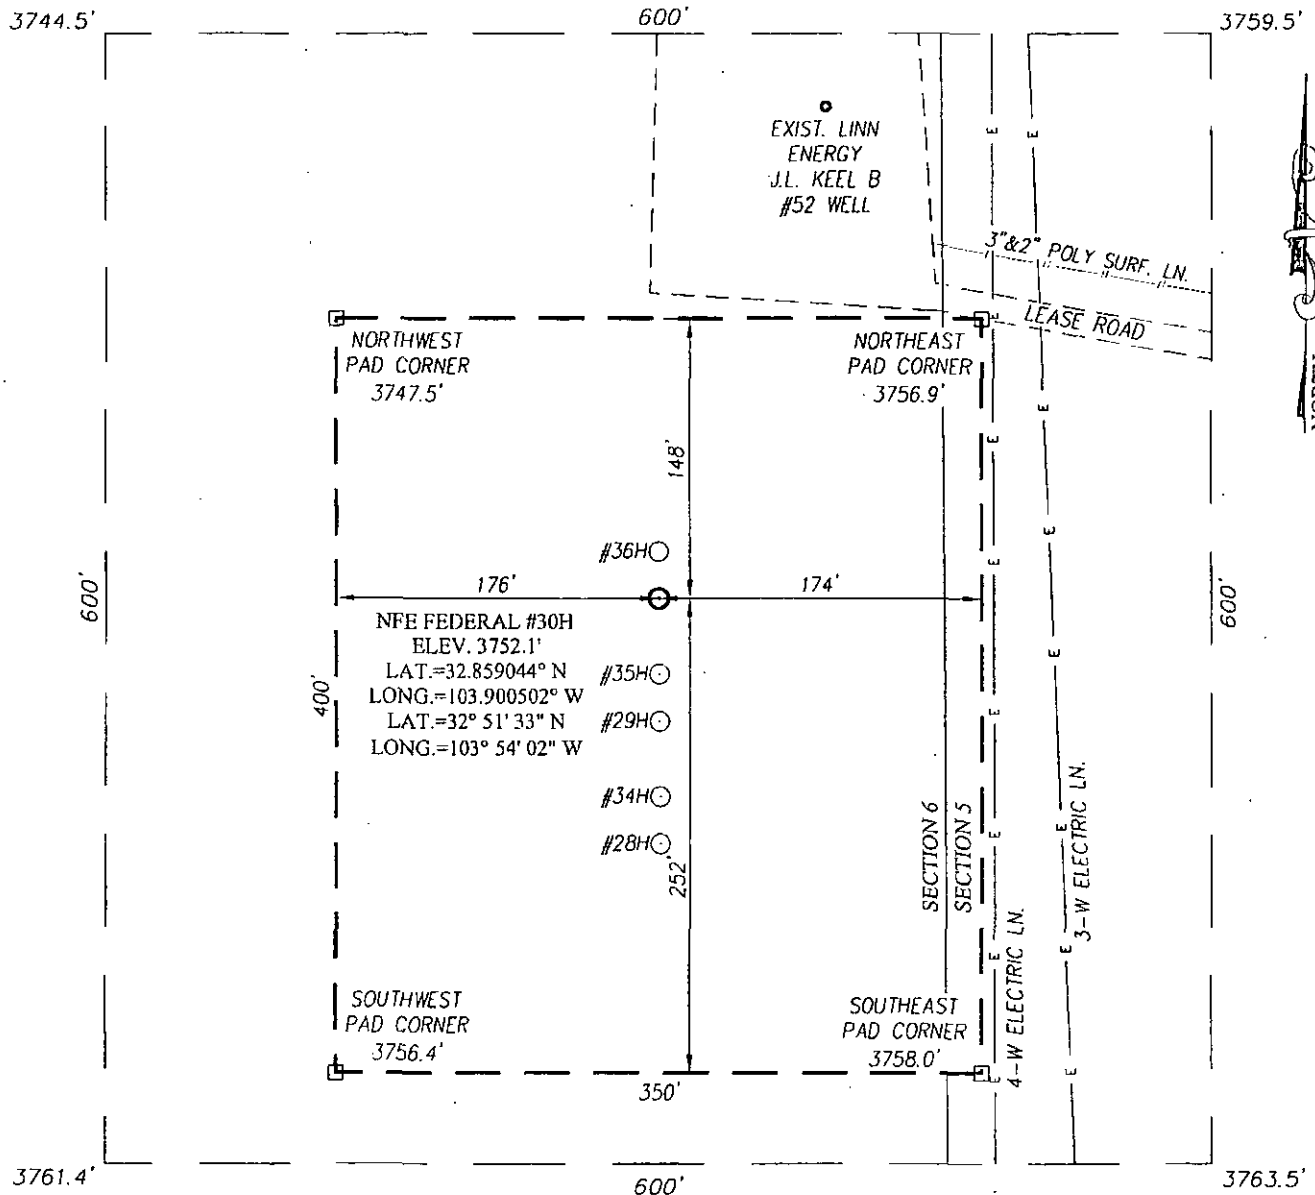 3744.5'
600'
3759.5'
EXIST. LINN
ENERGY
J.L. KEEL B
#52 WELL
E
E
3"&2" POLY SURF. LN.
LEASE ROAD
NORTH
NORTHWEST
PAD CORNER
3747.5'
NORTHEAST
PAD CORNER
3756.9'
E
E
E
148'
#36H
E
E
600'
176'
174'
600'
NFE FEDERAL #30H
ELEV. 3752.1'
LAT.=32.859044° N
LONG.=103.900502° W
LAT.=32° 51' 33" N
LONG.=103° 54' 02" W
400'
#35H
#29H
E
E
#34H
#28H
252'
SECTION 6
SECTION 5
E
E
3-W ELECTRIC LN.
4-W ELECTRIC LN.
E
E
SOUTHWEST
PAD CORNER
3756.4'
SOUTHEAST
PAD CORNER
3758.0'
E
E
350'
3761.4'
600'
3763.5'